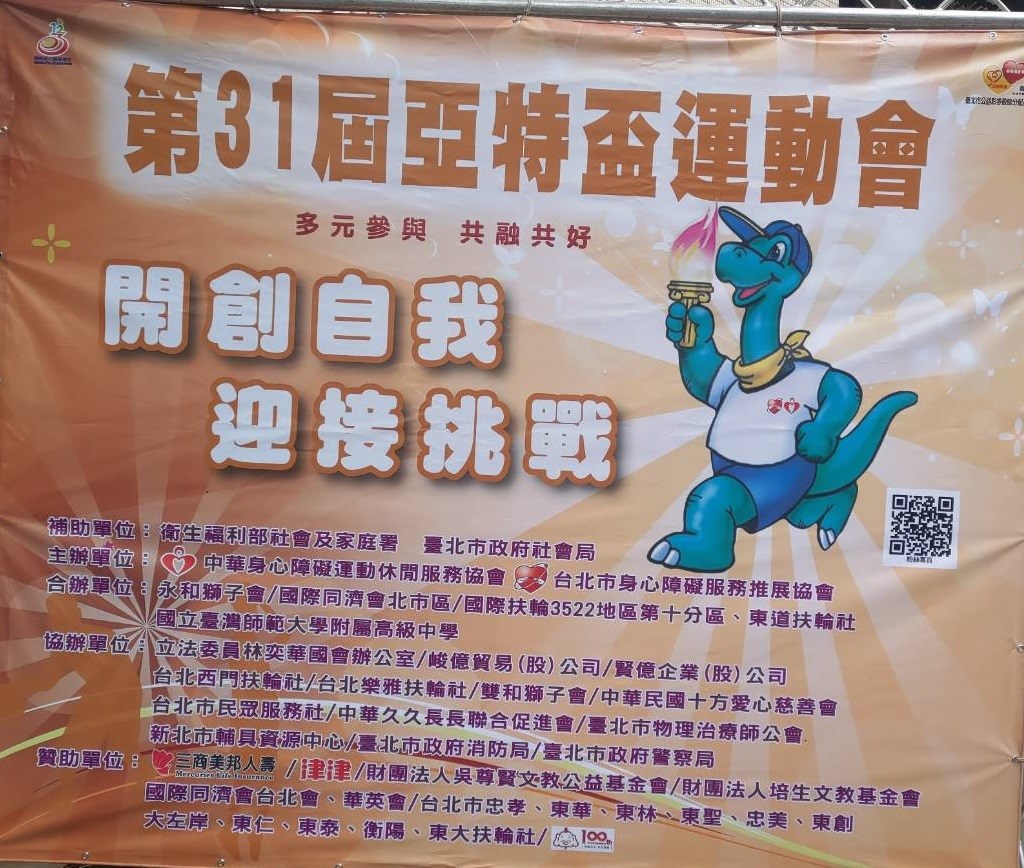 第31屆亞特盃運動會
多元參與 共融共好
開創自我
迎接挑戰
補助單位：衛生福利部社會及家庭署 臺北市政府社會局
主辦單位：中華身心障礙運動休閒服務協會 台北市身心障礙服務推展協會
合辦單位：永和獅子會/國際同濟會北市區/國際扶輪3522地區第十分區、東道扶輪社
國立臺灣師範大學附屬高級中學
協辦單位：立法委員林奕華國會辦公室/峻億貿易(股)公司/賢億企業(股)公司
台北西門扶輪社/台北樂雅扶輪社/雙和獅子會/中華民國十方愛心慈善會
台北市民眾服務社/中華久久長長聯合促進會/臺北市物理治療師公會
新北市輔具資源中心/臺北市政府消防局/臺北市政府警察局
贊助單位：三商美邦人壽 Mercuries Life Insurance /津津/財團法人吳尊賢文教公益基金會/財團法人培生文教基金會
國際同濟會台北會、華英會/台北市忠孝、東華、東林、東聖、忠美、東創
大左岸、東仁、東泰、衡陽、東大扶輪社/ 100th